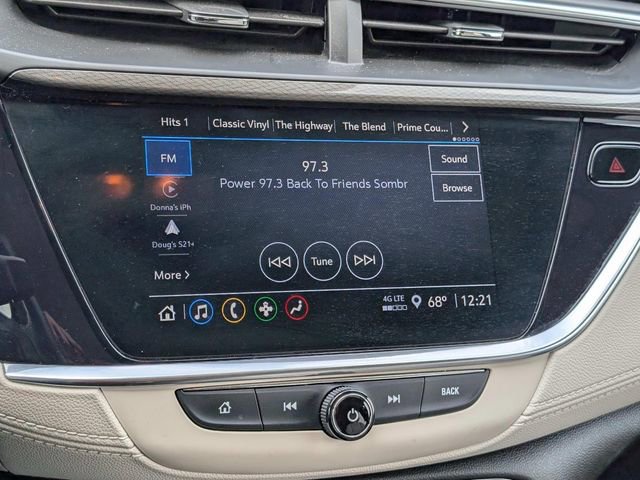 Hits 1 Classic Vinyl The Highway The Blend Prime Cou...
FM
97.3
Power 97.3 Back To Friends Sombr
Sound
Browse
Donna's iPh
Doug's S21+
More
Tune
4G LTE 68° 12:21
BACK